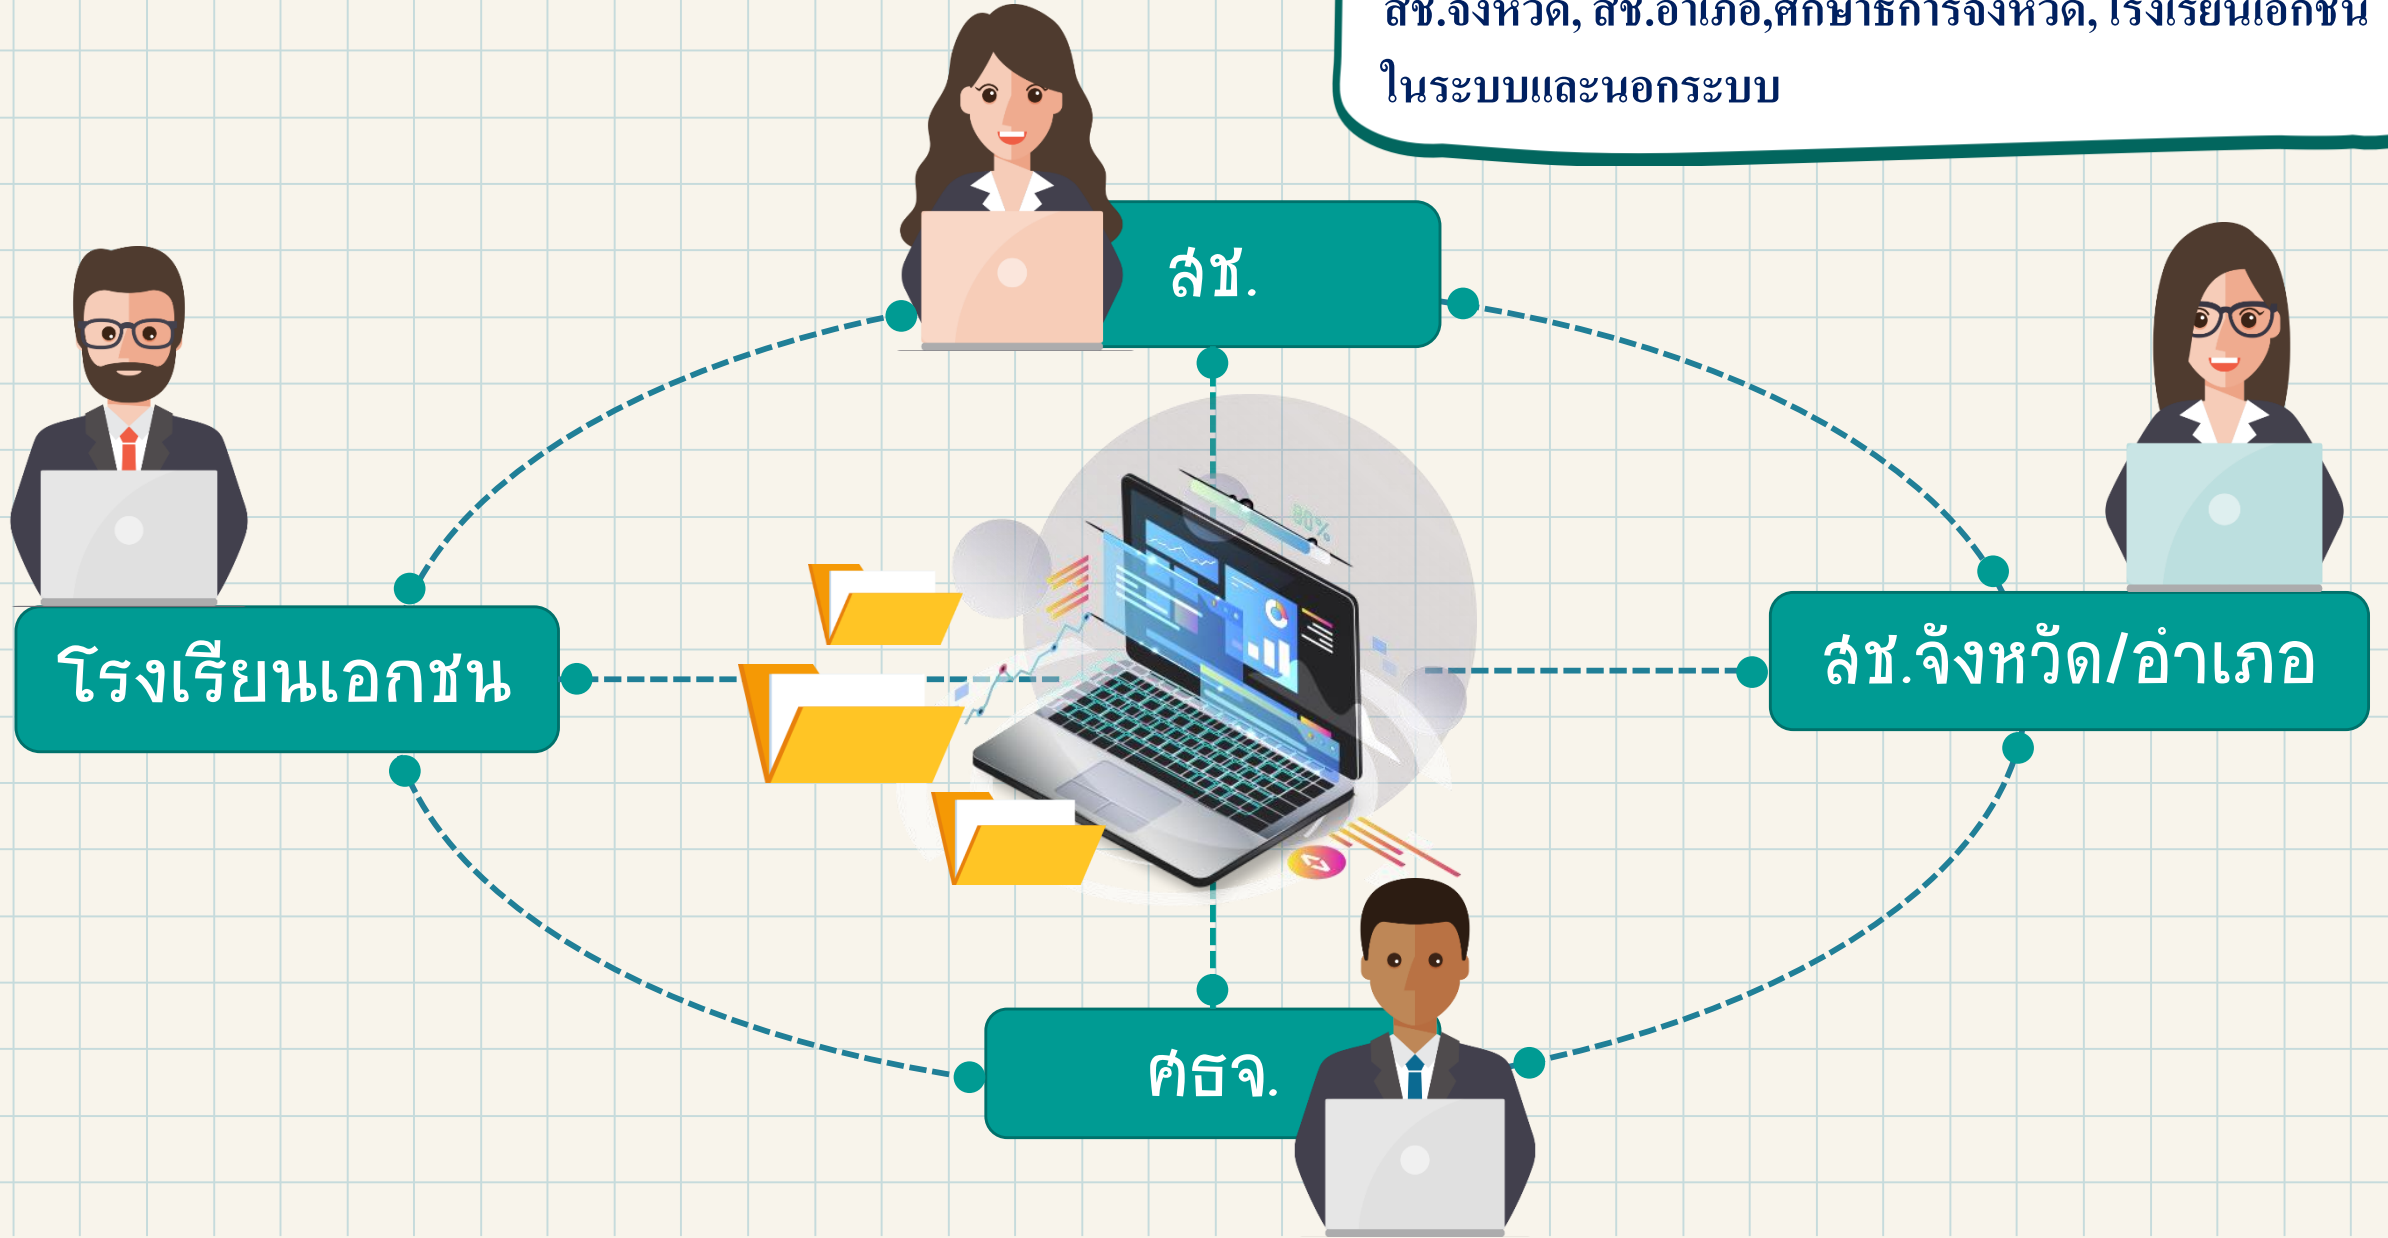 สช.จังหวัด, สช.อำเภอ,ศึกษาธิการจังหวัด, โรงเรียนเอกชน
ในระบบและนอกระบบ
สช.
โรงเรียนเอกชน
สช.จังหวัด/อำเภอ
ศธจ.
90%